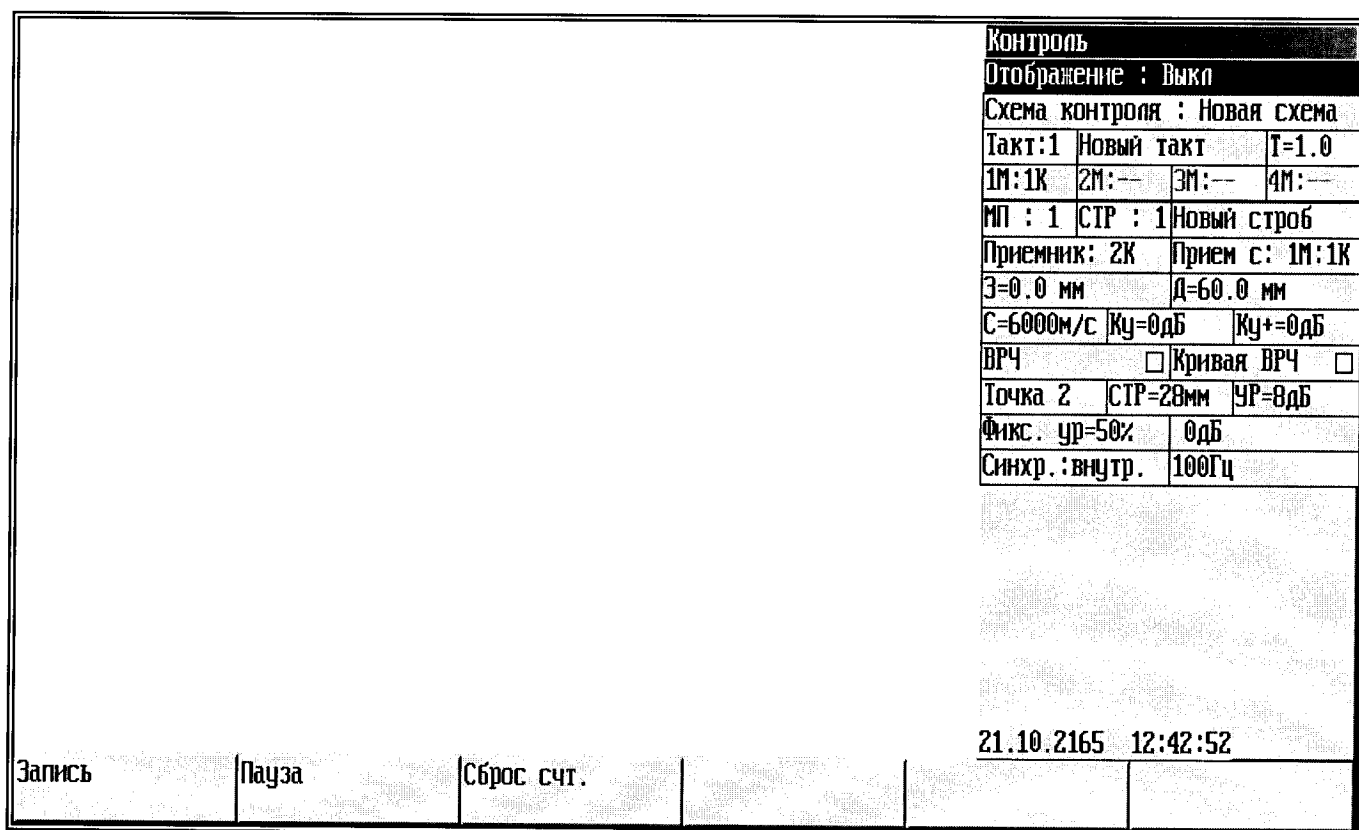 Контроль
Отображение : Выкл
Схема контроля : Новая схема
Такт:1 Новый такт T=1.0
1М:1К 2М:-- 3М:-- 4М:--
МП : 1 СТР : 1 Новый строб
Приемник: 2К Прием с: 1М:1К
З=0.0 мм Д=60.0 мм
С=6000м/с Ку=0дБ Ку+=0дБ
ВРЧ □ Кривая ВРЧ □
Точка 2 СТР=28мм УР=8дБ
Фикс. ур=50% 0дБ
Синхр.:внутр. 100Гц
21.10.2165 12:42:52
Запись Пауза Сброс счт.